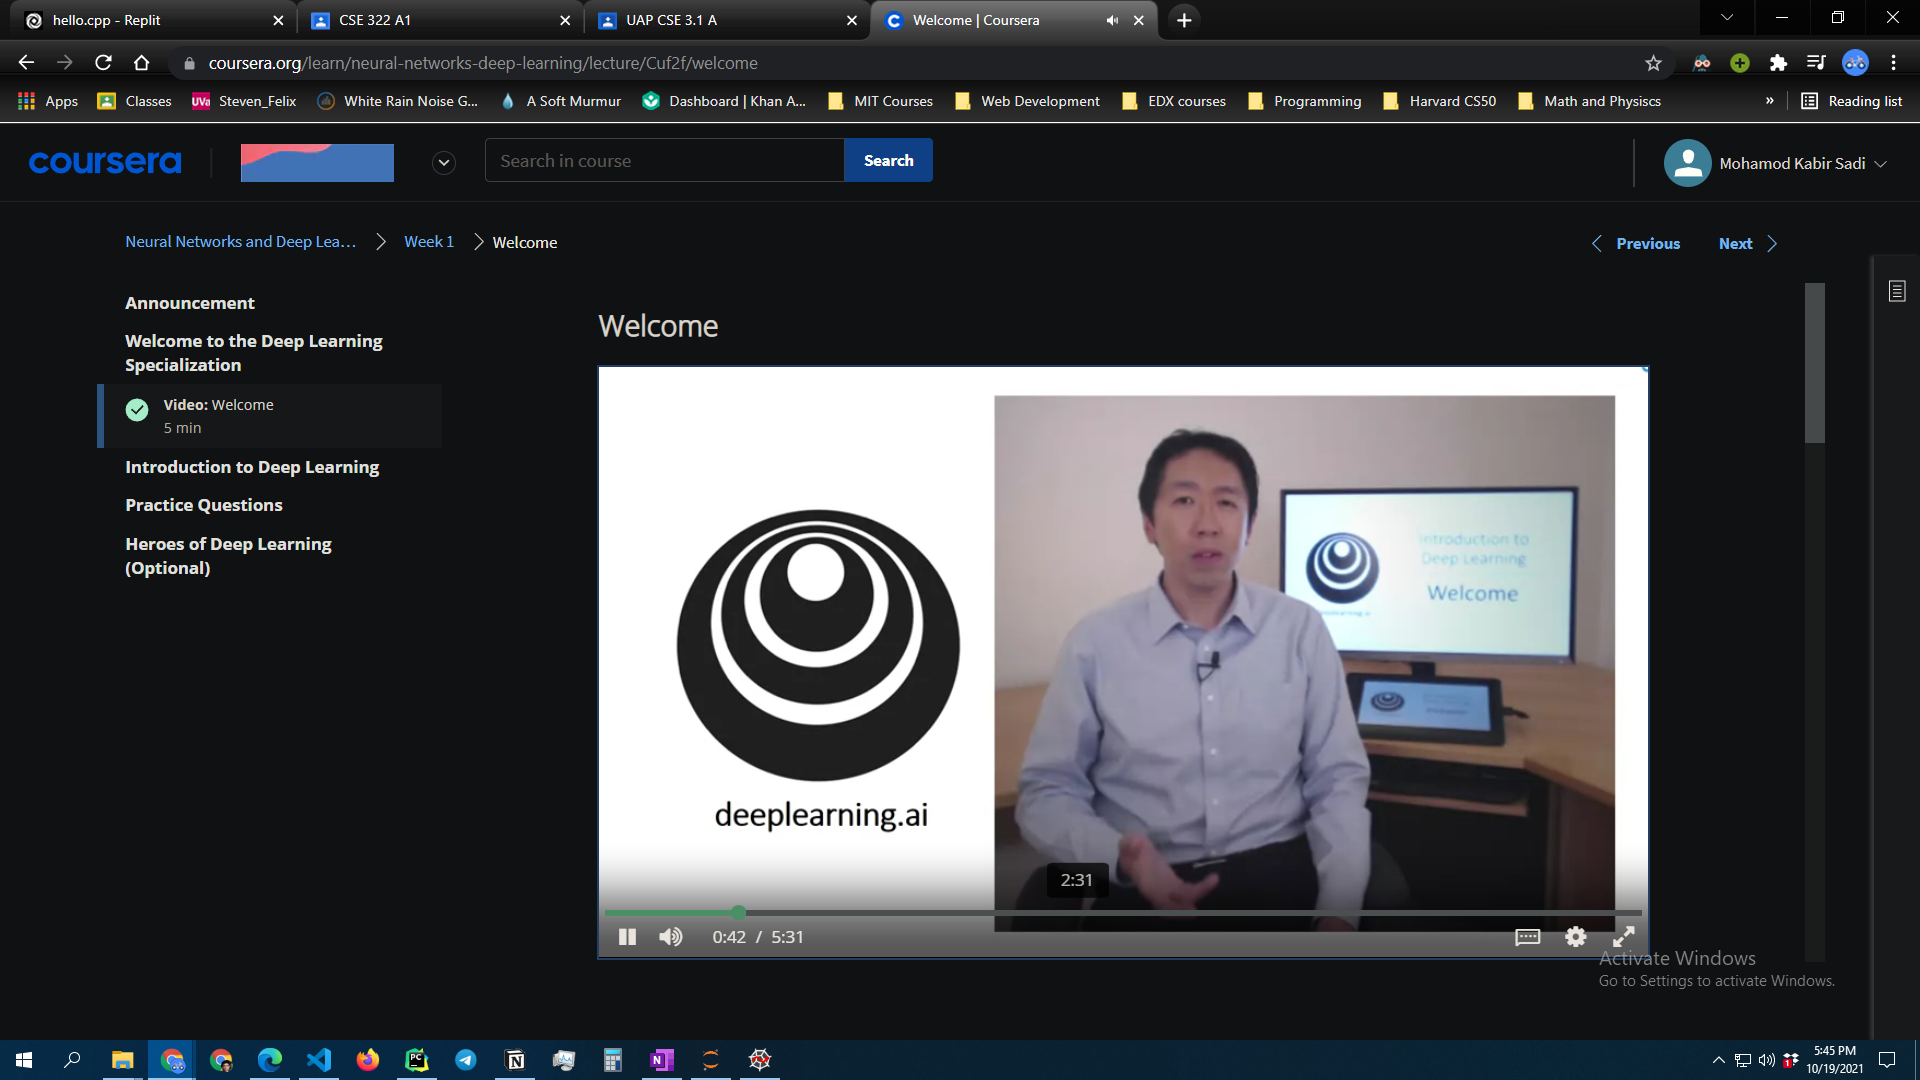 hello.cpp - Replit
CSE 322 A1
UAP CSE 3.1 A
Welcome | Coursera
coursera.org/learn/neural-networks-deep-learning/lecture/Cuf2f/welcome
Apps
Classes
UVa
Steven_Felix
White Rain Noise G...
A Soft Murmur
Dashboard | Khan A...
MIT Courses
Web Development
EDX courses
Programming
Harvard CS50
Math and Physiscs
»
Reading list
coursera
Search in course
Search
Mohamod Kabir Sadi
Neural Networks and Deep Lea...
Week 1
Welcome
Previous
Next
Announcement
Welcome to the Deep Learning
Specialization
Video: Welcome
5 min
Introduction to Deep Learning
Practice Questions
Heroes of Deep Learning
(Optional)
Welcome
Introduction to
Deep Learning
Welcome
deeplearning.ai
2:31
0:42 / 5:31
Activate Windows
Go to Settings to activate Windows.
5:45 PM
10/19/2021